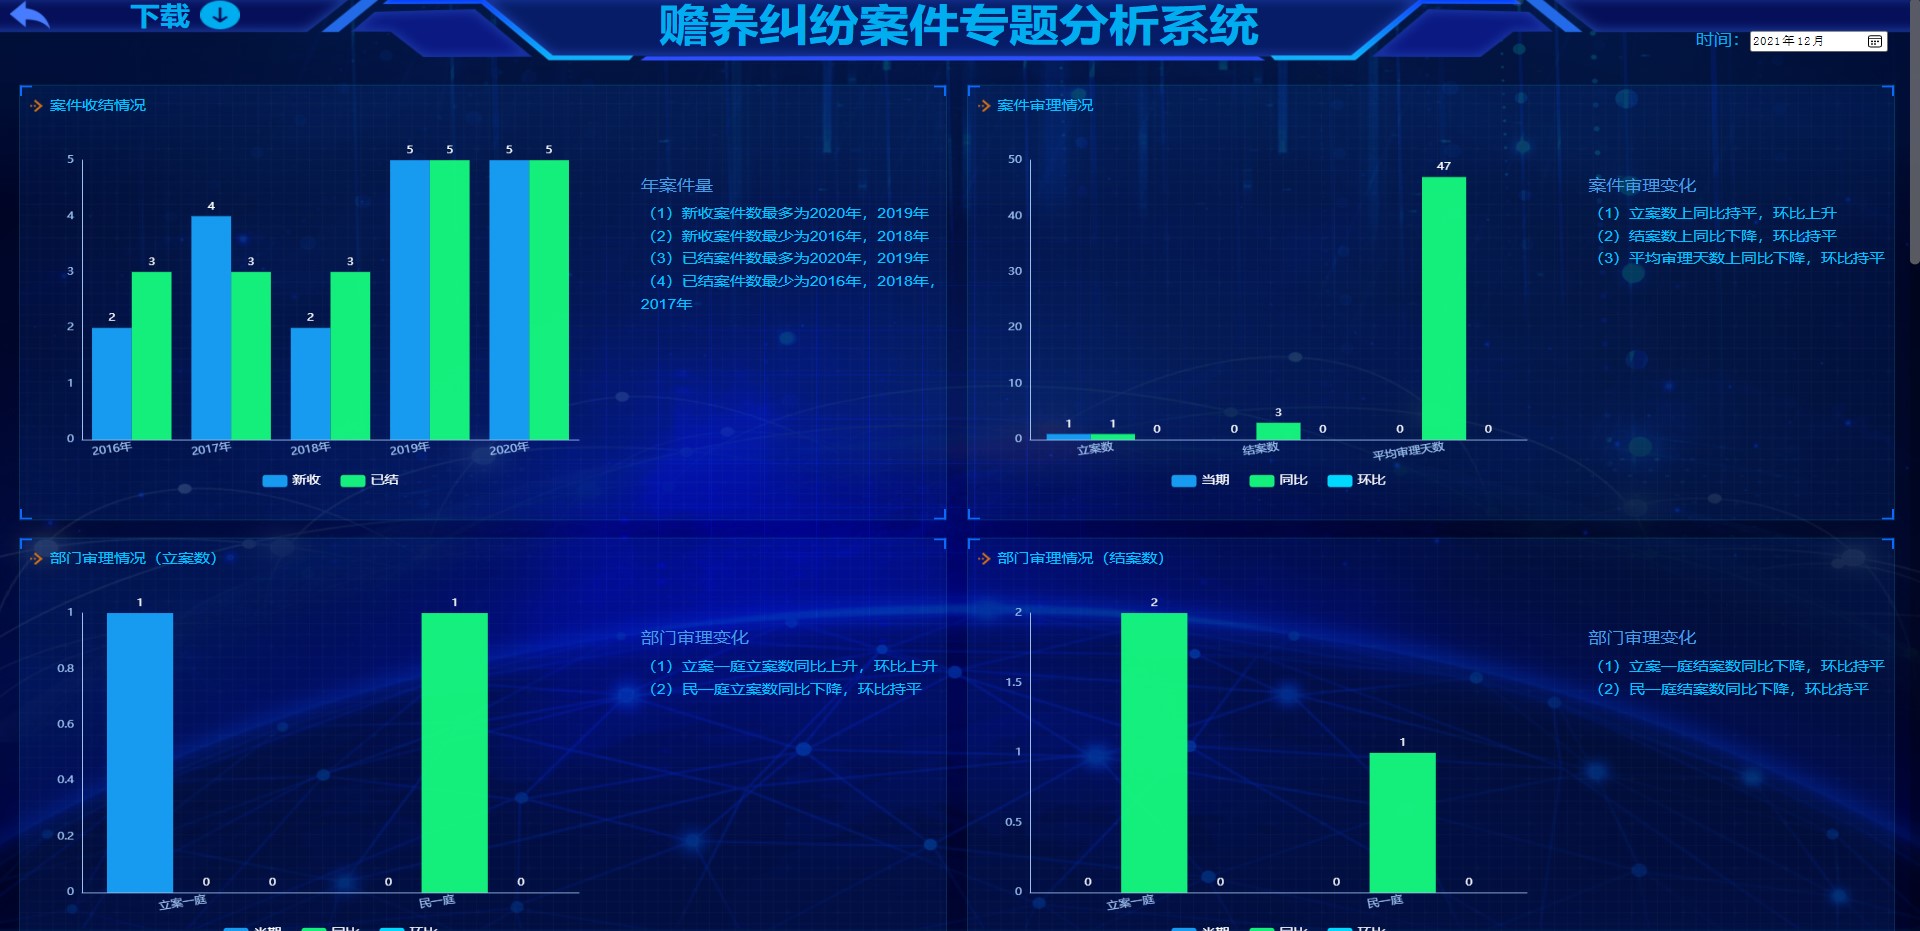 下载
赡养纠纷案件专题分析系统
时间：
2021年12月
案件收结情况
5
4
3
2
1
0
2
3
4
3
2
3
5
5
5
5
2016年
2017年
2018年
2019年
2020年
新收
已结
年案件量
（1）新收案件数最多为2020年，2019年
（2）新收案件数最少为2016年，2018年
（3）已结案件数最多为2020年，2019年
（4）已结案件数最少为2016年，2018年，
2017年
案件审理情况
50
40
30
20
10
0
1
1
0
0
3
0
0
47
0
立案数
结案数
平均审理天数
当期
同比
环比
案件审理变化
（1）立案数上同比持平，环比上升
（2）结案数上同比下降，环比持平
（3）平均审理天数上同比下降，环比持平
部门审理情况（立案数）
1
0.8
0.6
0.4
0.2
0
1
0
0
0
1
0
立案一庭
民一庭
当期
同比
环比
部门审理变化
（1）立案一庭立案数同比上升，环比上升
（2）民一庭立案数同比下降，环比持平
部门审理情况（结案数）
2
1.5
1
0.5
0
0
2
0
0
1
0
立案一庭
民一庭
当期
同比
环比
部门审理变化
（1）立案一庭结案数同比下降，环比持平
（2）民一庭结案数同比下降，环比持平